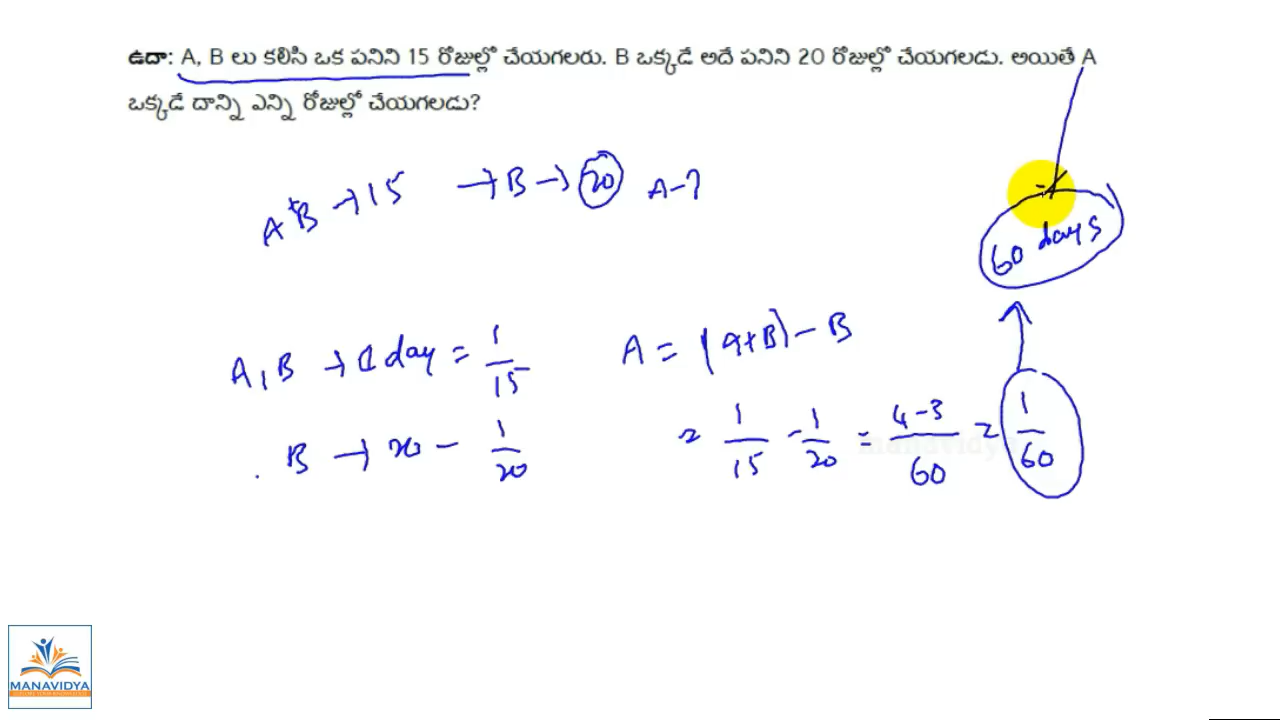 ఉదా: A, B లు కలిసి ఒక పనిని 15 రోజుల్లో చేయగలరు. B ఒక్కడే అదే పనిని 20 రోజుల్లో చేయగలడు. అయితే A
ఒక్కడే దాన్ని ఎన్ని రోజుల్లో చేయగలడు?
A+B → 15 → B → 20 A-?
60 days
A, B → 1 day = 1/15
A = (A+B) - B
B → 20 - 1/20
= 1/15 - 1/20 = 4-3/60 = 1/60
manavidya
MANAVIDYA